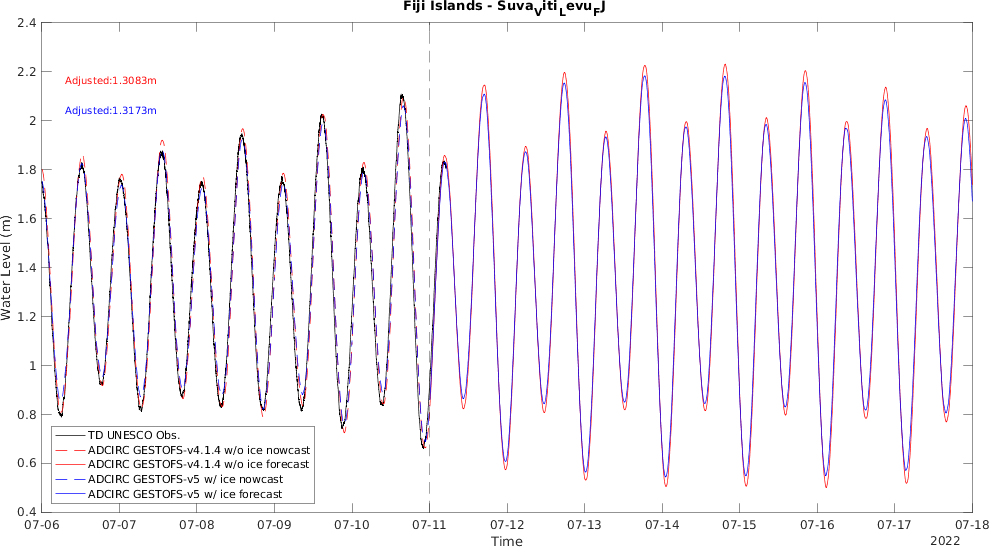 Fiji Islands - SuvaVitiLevuFJ
2.4
2.2
2
1.8
1.6
1.4
1.2
1
0.8
0.6
0.4
Water Level (m)
Adjusted:1.3083m
Adjusted:1.3173m
TD UNESCO Obs.
ADCIRC GESTOFS-v4.1.4 w/o ice nowcast
ADCIRC GESTOFS-v4.1.4 w/o ice forecast
ADCIRC GESTOFS-v5 w/ ice nowcast
ADCIRC GESTOFS-v5 w/ ice forecast
07-06 07-07 07-08 07-09 07-10 07-11 07-12 07-13 07-14 07-15 07-16 07-17 07-18
Time
2022